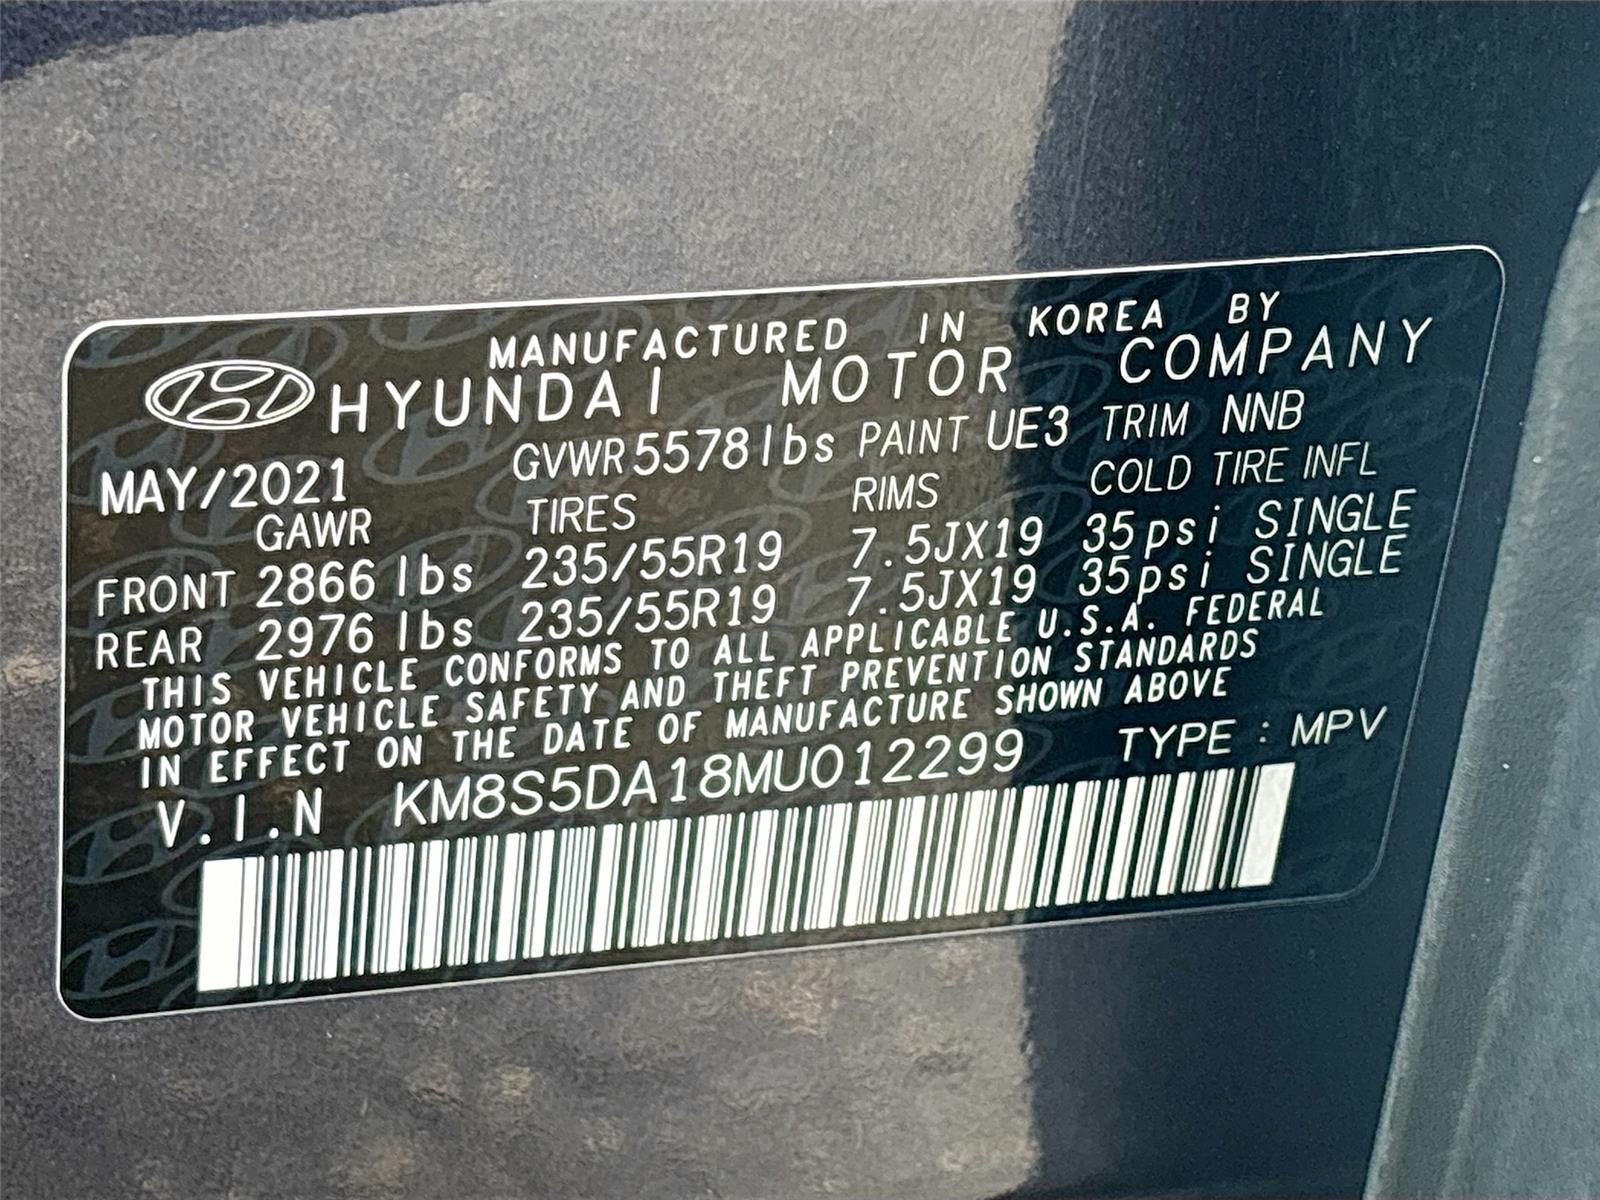 MANUFACTURED IN KOREA BY
HYUNDAI MOTOR COMPANY
MAY/2021 GVWR 5578 lbs PAINT UE3 TRIM NNB
GAWR TIRES RIMS COLD TIRE INFL
FRONT 2866 lbs 235/55R19 7.5JX19 35psi SINGLE
REAR 2976 lbs 235/55R19 7.5JX19 35psi SINGLE
THIS VEHICLE CONFORMS TO ALL APPLICABLE U.S.A. FEDERAL
MOTOR VEHICLE SAFETY AND THEFT PREVENTION STANDARDS
IN EFFECT ON THE DATE OF MANUFACTURE SHOWN ABOVE
V.I.N KM8S5DA18MU012299 TYPE : MPV